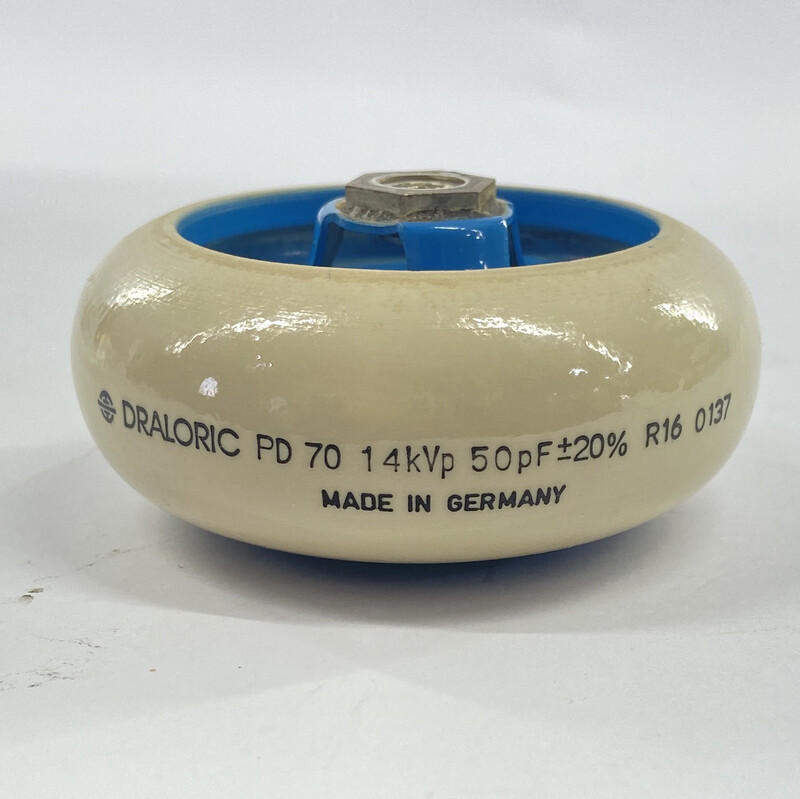 DRALORIC PD 70 14kVp 50pF±20% R16 0137
MADE IN GERMANY